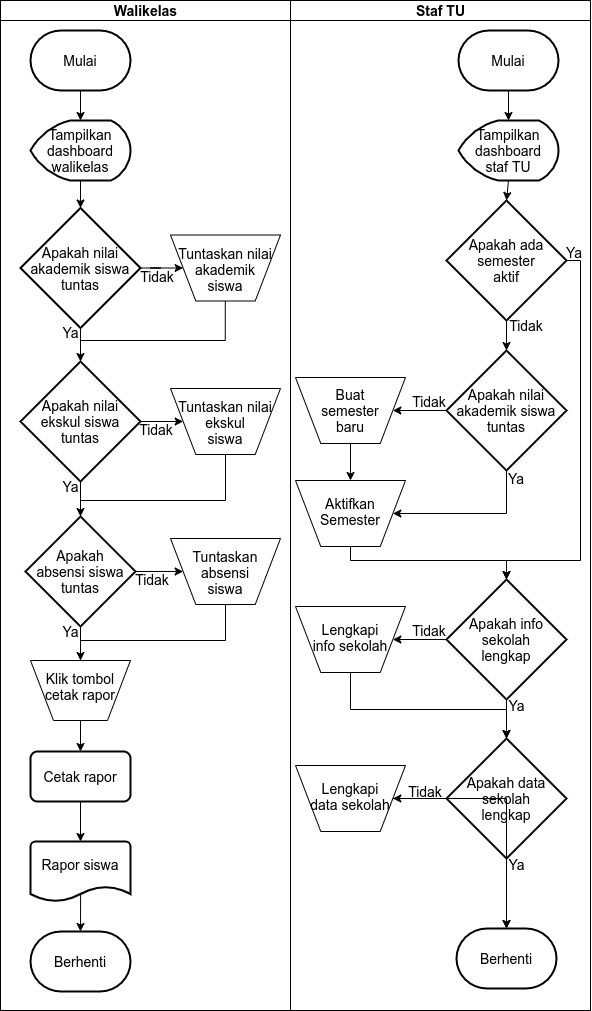 Walikelas
Mulai
Tampilkan
dashboard
walikelas
Apakah nilai
akademik siswa
tuntas
Tidak
Tuntaskan nilai
akademik
siswa
Ya
Apakah nilai
ekskul siswa
tuntas
Tidak
Tuntaskan nilai
ekskul
siswa
Ya
Apakah
absensi siswa
tuntas
Tidak
Tuntaskan
absensi
siswa
Ya
Klik tombol
cetak rapor
Cetak rapor
Rapor siswa
Berhenti
Staf TU
Mulai
Tampilkan
dashboard
staf TU
Apakah ada
semester
aktif
Ya
Tidak
Apakah nilai
akademik siswa
tuntas
Tidak
Buat
semester
baru
Ya
Aktifkan
Semester
Apakah info
sekolah
lengkap
Tidak
Lengkapi
info sekolah
Ya
Apakah data
sekolah
lengkap
Tidak
Lengkapi
data sekolah
Ya
Berhenti